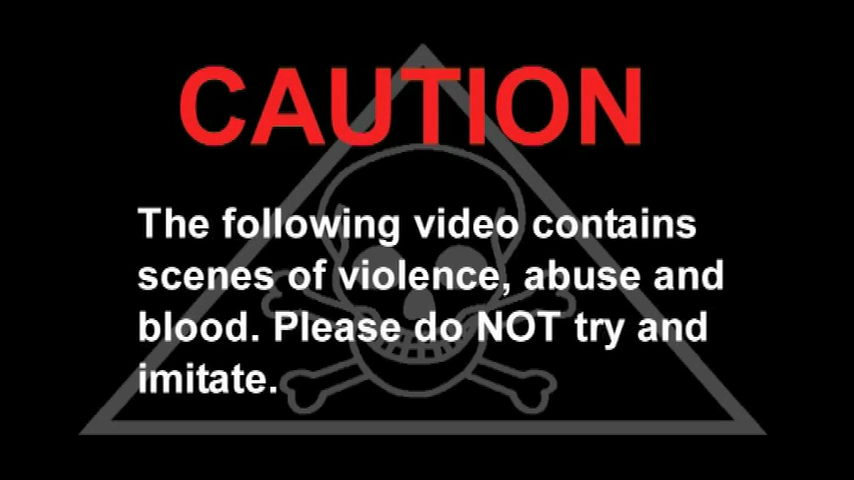 CAUTION
The following video contains
scenes of violence, abuse and
blood. Please do NOT try and
imitate.